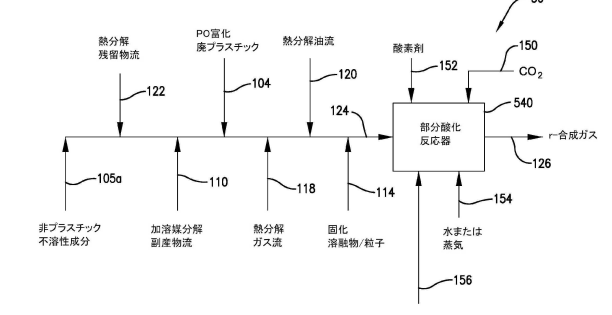 熱分解
残留物流
122
PO富化
廃プラスチック
104
熱分解油流
120
酸素剤
152
150
CO2
124
540
部分酸化
反応器
r-合成ガス
126
105a
非プラスチック
不溶性成分
110
加溶媒分解
副産物流
118
熱分解
ガス流
114
固化
溶融物/粒子
154
水または
蒸気
156